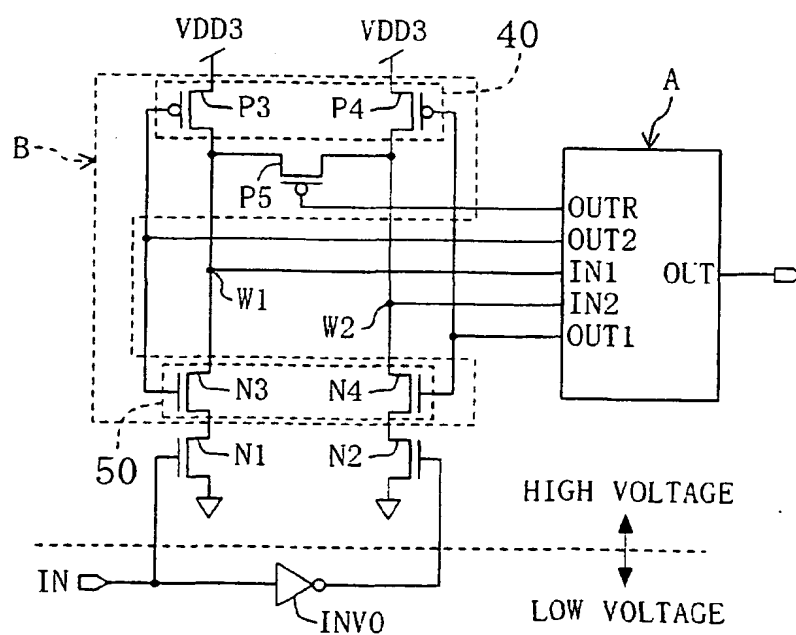 VDD3 VDD3
40
P3 P4
A
B
P5
OUTR
OUT2
IN1 OUT
W1
IN2
W2
OUT1
N3 N4
50
N1 N2
HIGH VOLTAGE
IN
INV0
LOW VOLTAGE